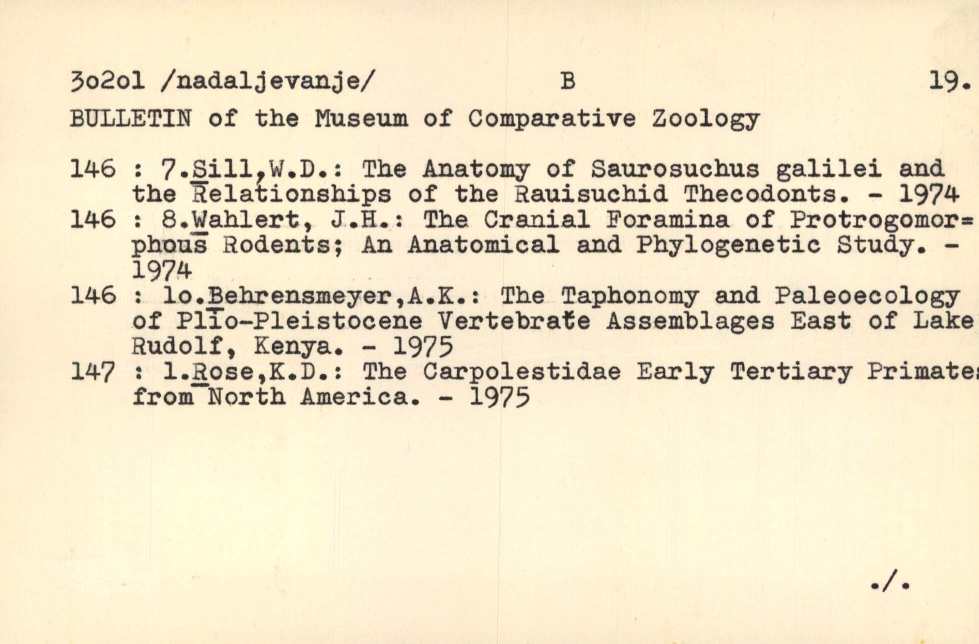 3o2ol /nadaljevanje/ B 19.
BULLETIN of the Museum of Comparative Zoology
146 : 7.Sill,W.D.: The Anatomy of Saurosuchus galilei and
the Relationships of the Rauisuchid Thecodonts. - 1974
146 : 8.Wahlert, J.H.: The Cranial Foramina of Protrogomor=
phous Rodents; An Anatomical and Phylogenetic Study. -
1974
146 : lo.Behrensmeyer,A.K.: The Taphonomy and Paleoecology
of Plio-Pleistocene Vertebrate Assemblages East of Lake
Rudolf, Kenya. - 1975
147 : l.Rose,K.D.: The Carpolestidae Early Tertiary Primates
from North America. - 1975
./.